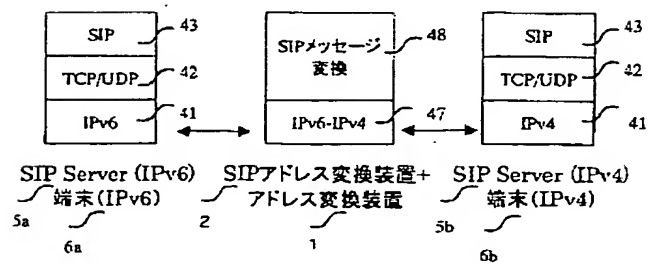 SIP 43
TCP/UDP 42
IPv6 41
SIPメッセージ 48
変換
IPv6-IPv4 47
SIP 43
TCP/UDP 42
IPv4 41
SIP Server (IPv6)
端末(IPv6)
5a
6a
SIPアドレス変換装置+
アドレス変換装置
2
1
SIP Server (IPv4)
端末(IPv4)
5b
6b